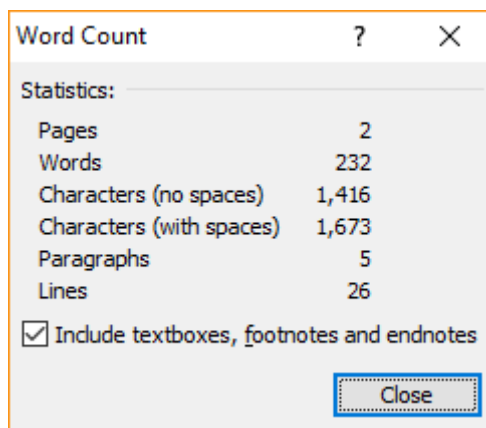 Word Count ? X
Statistics:
Pages 2
Words 232
Characters (no spaces) 1,416
Characters (with spaces) 1,673
Paragraphs 5
Lines 26
Include textboxes, footnotes and endnotes
Close